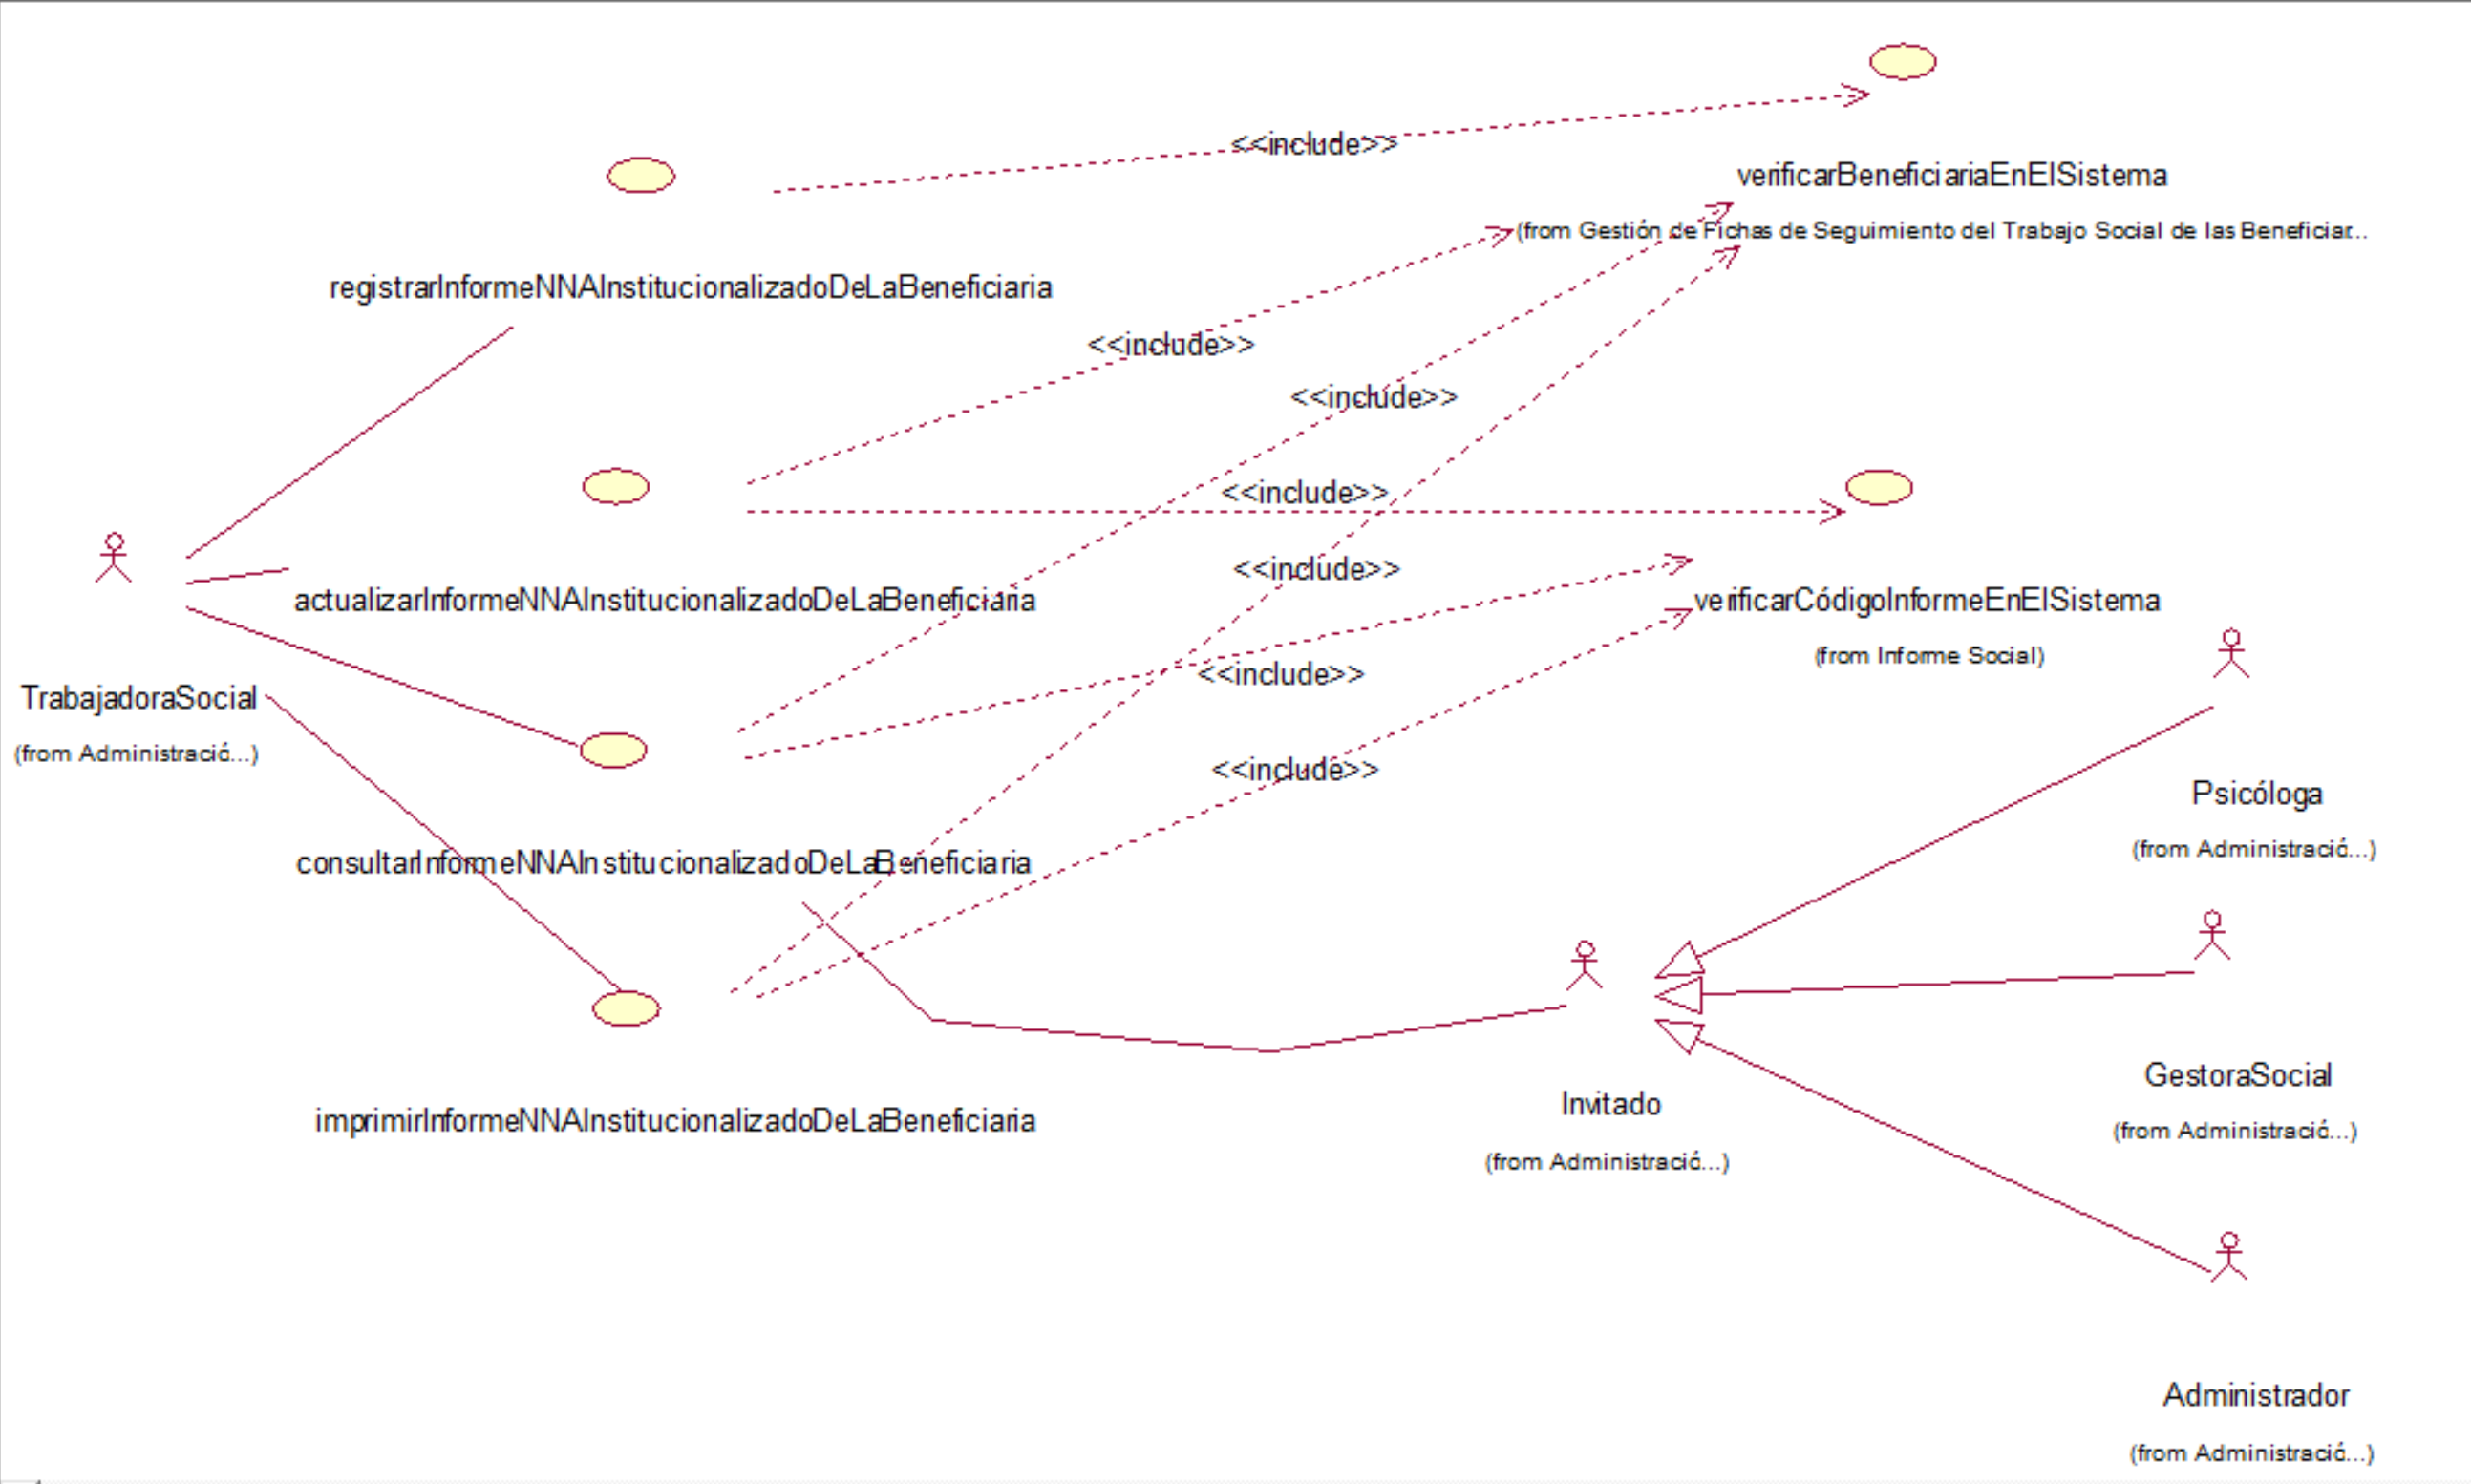 <<include>>
verificarBeneficiariaEnElSistema
(from Gestión de Fichas de Seguimiento del Trabajo Social de las Beneficiar...
registrarInformeNNAInstitucionalizadoDeLaBeneficiaria
<<include>>
<<include>>
<<include>>
<<include>>
actualizarInformeNNAInstitucionalizadoDeLaBeneficiaria
verificarCódigoInformeEnElSistema
(from Informe Social)
<<include>>
TrabajadoraSocial
(from Administració...)
<<include>>
Psicóloga
(from Administració...)
consultarInformeNNAInstitucionalizadoDeLaBeneficiaria
GestoraSocial
(from Administració...)
Invitado
(from Administració...)
imprimirInformeNNAInstitucionalizadoDeLaBeneficiaria
Administrador
(from Administració...)